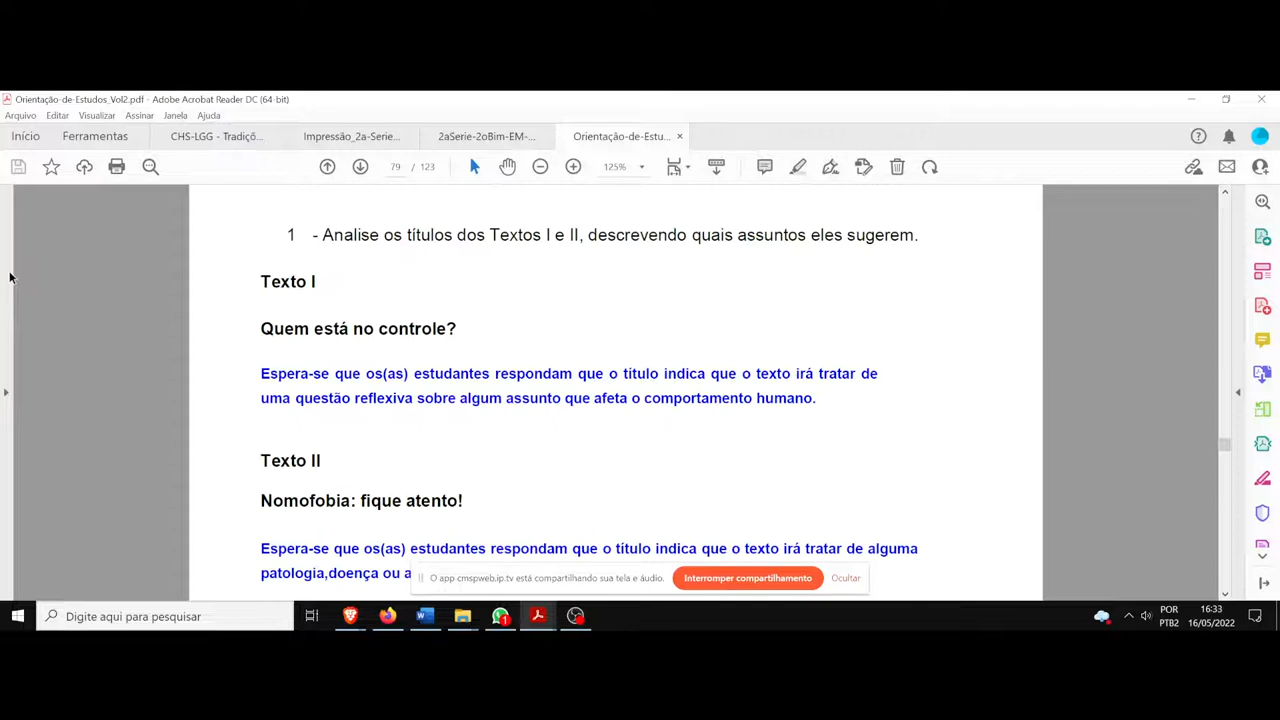 Orientação-de-Estudos_Vol2.pdf - Adobe Acrobat Reader DC (64-bit)
Arquivo Editar Visualizar Assinar Janela Ajuda
Início Ferramentas CHS-LGG - Tradiçõ... Impressão_2a-Serie... 2aSerie-2oBim-EM-... Orientação-de-Estu... ×
79 / 123 125%
1 - Analise os títulos dos Textos I e II, descrevendo quais assuntos eles sugerem.
Texto I
Quem está no controle?
Espera-se que os(as) estudantes respondam que o título indica que o texto irá tratar de
uma questão reflexiva sobre algum assunto que afeta o comportamento humano.
Texto II
Nomofobia: fique atento!
Espera-se que os(as) estudantes respondam que o título indica que o texto irá tratar de alguma
patologia,doença ou a
O app cmspweb.ip.tv está compartilhando sua tela e áudio. Interromper compartilhamento Ocultar
Digite aqui para pesquisar
1
POR 16:33
PTB2 16/05/2022